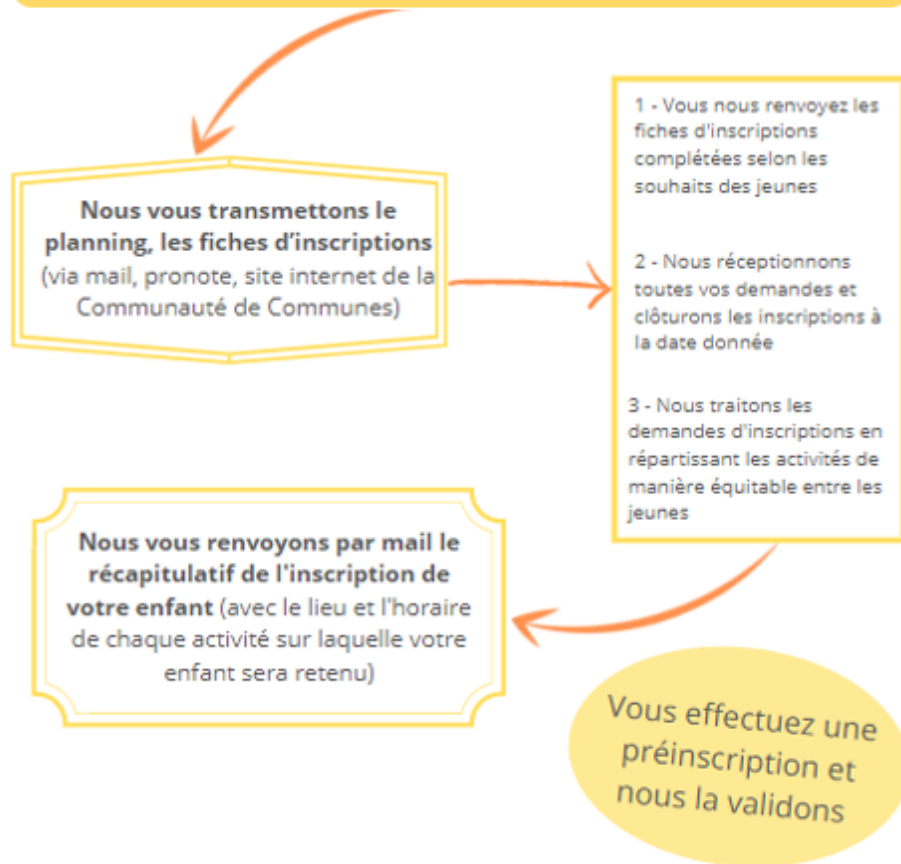 Nous vous transmettons le
planning, les fiches d'inscriptions
(via mail, pronote, site internet de la
Communauté de Communes)
1 - Vous nous renvoyez les
fiches d'inscriptions
complétées selon les
souhaits des jeunes
2 - Nous réceptionnons
toutes vos demandes et
clôturons les inscriptions à
la date donnée
3 - Nous traitons les
demandes d'inscriptions en
répartissant les activités de
manière équitable entre les
jeunes
Nous vous renvoyons par mail le
récapitulatif de l'inscription de
votre enfant (avec le lieu et l'horaire
de chaque activité sur laquelle votre
enfant sera retenu)
Vous effectuez une
préinscription et
nous la validons